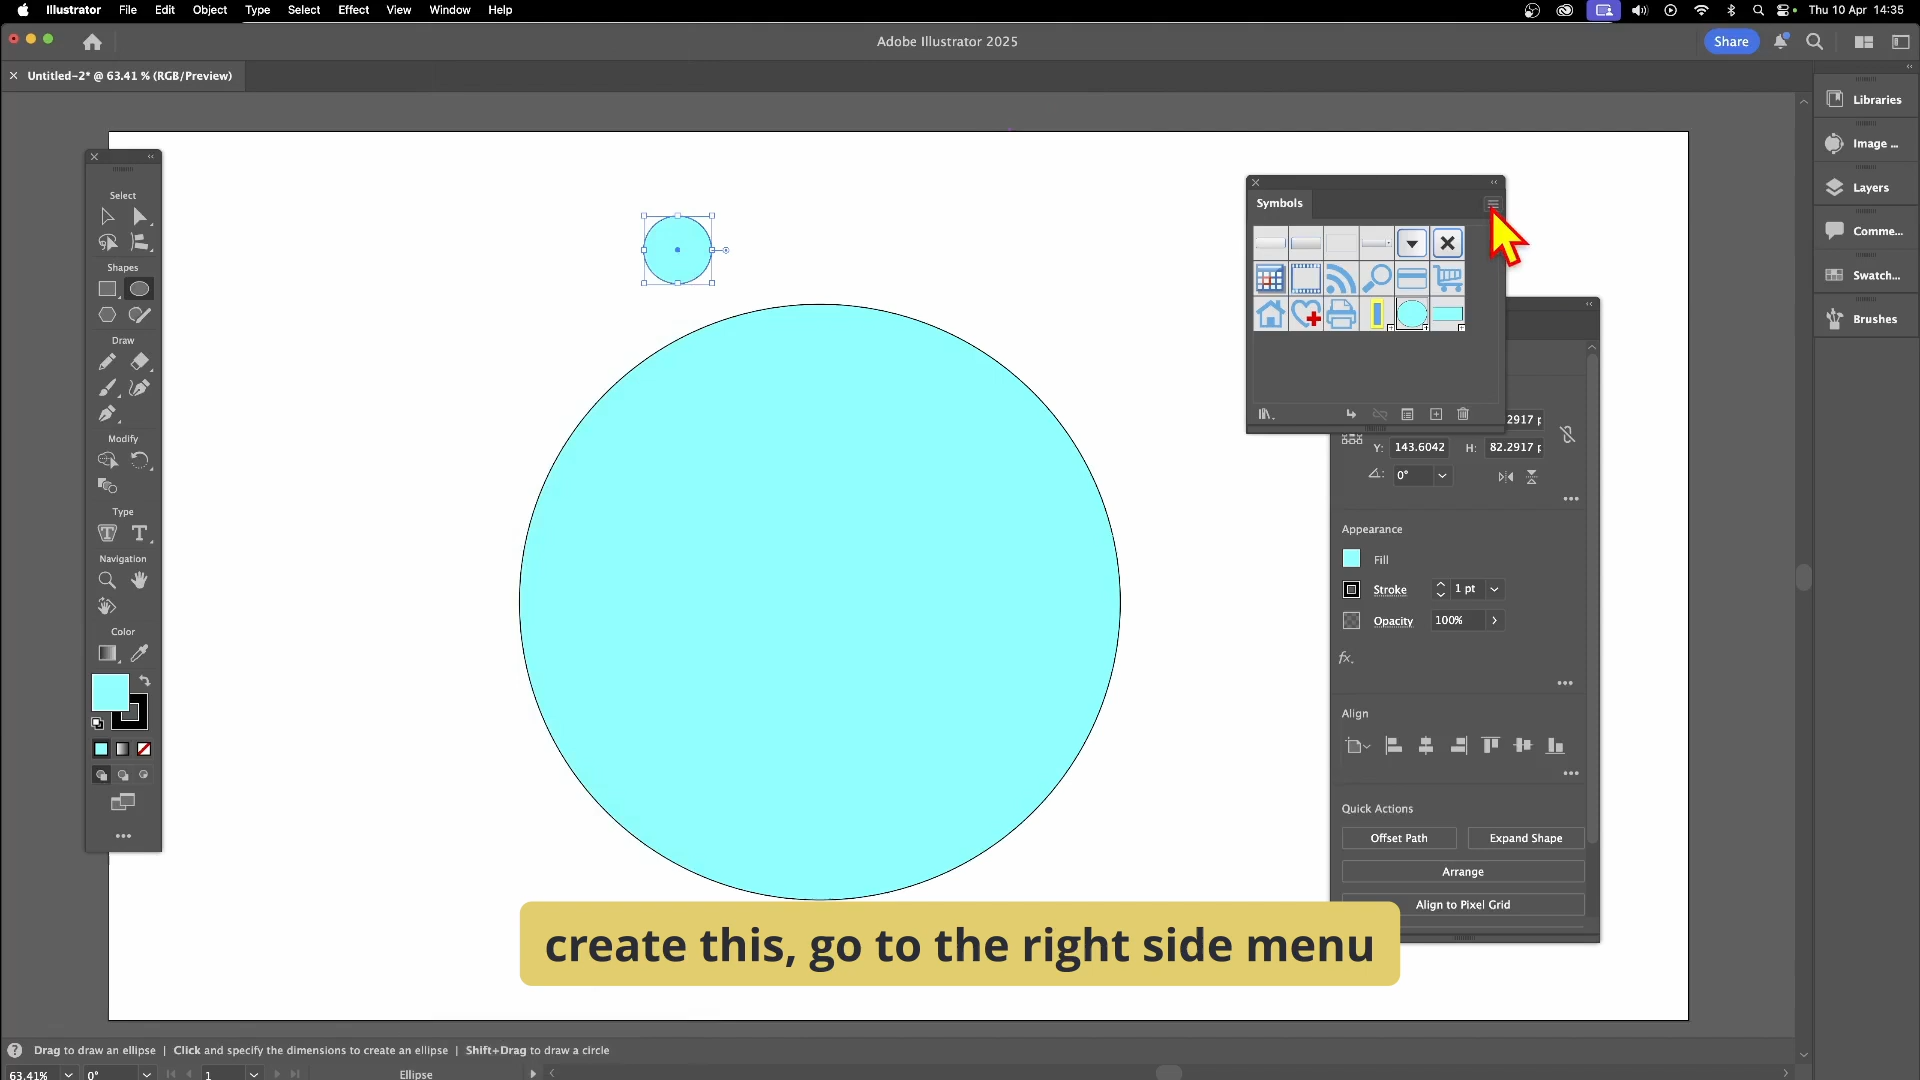 Illustrator File Edit Object Type Select Effect View Window Help
Thu 10 Apr 14:35
Adobe Illustrator 2025
Share
Untitled-2* @ 63.41 % (RGB/Preview)
Libraries
Image ...
Layers
Comme...
Swatch...
Brushes
Select
Shapes
Draw
Modify
Type
Navigation
Color
Symbols
.2917 p
Y: 143.6042 H: 82.2917 p
0°
Appearance
Fill
Stroke 1 pt
Opacity 100%
fx.
Align
Quick Actions
Offset Path Expand Shape
Arrange
Align to Pixel Grid
create this, go to the right side menu
Drag to draw an ellipse | Click and specify the dimensions to create an ellipse | Shift+Drag to draw a circle
63.41% 0° 1 Ellipse